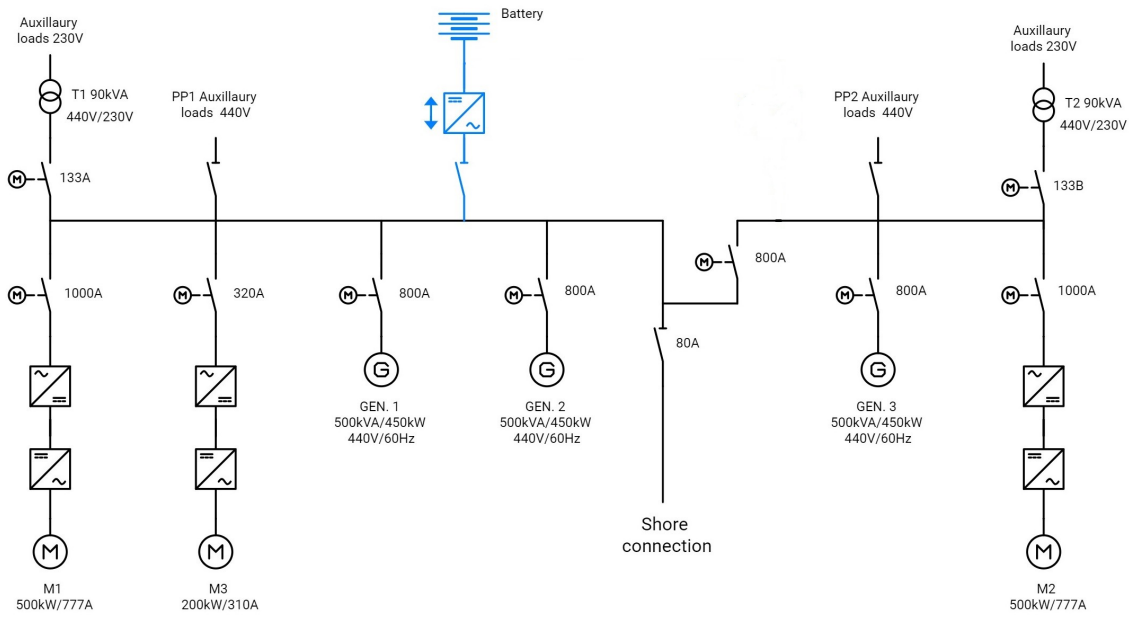 Auxillaury
loads 230V
Battery
Auxillaury
loads 230V
T1 90kVA
440V/230V
PP1 Auxillaury
loads 440V
PP2 Auxillaury
loads 440V
T2 90kVA
440V/230V
M
133A
M
133B
M
800A
M
1000A
M
320A
M
800A
M
800A
M
800A
M
1000A
80A
G
G
G
GEN. 1
500kVA/450kW
440V/60Hz
GEN. 2
500kVA/450kW
440V/60Hz
GEN. 3
500kVA/450kW
440V/60Hz
Shore
connection
M
M
M
M1
500kW/777A
M3
200kW/310A
M2
500kW/777A